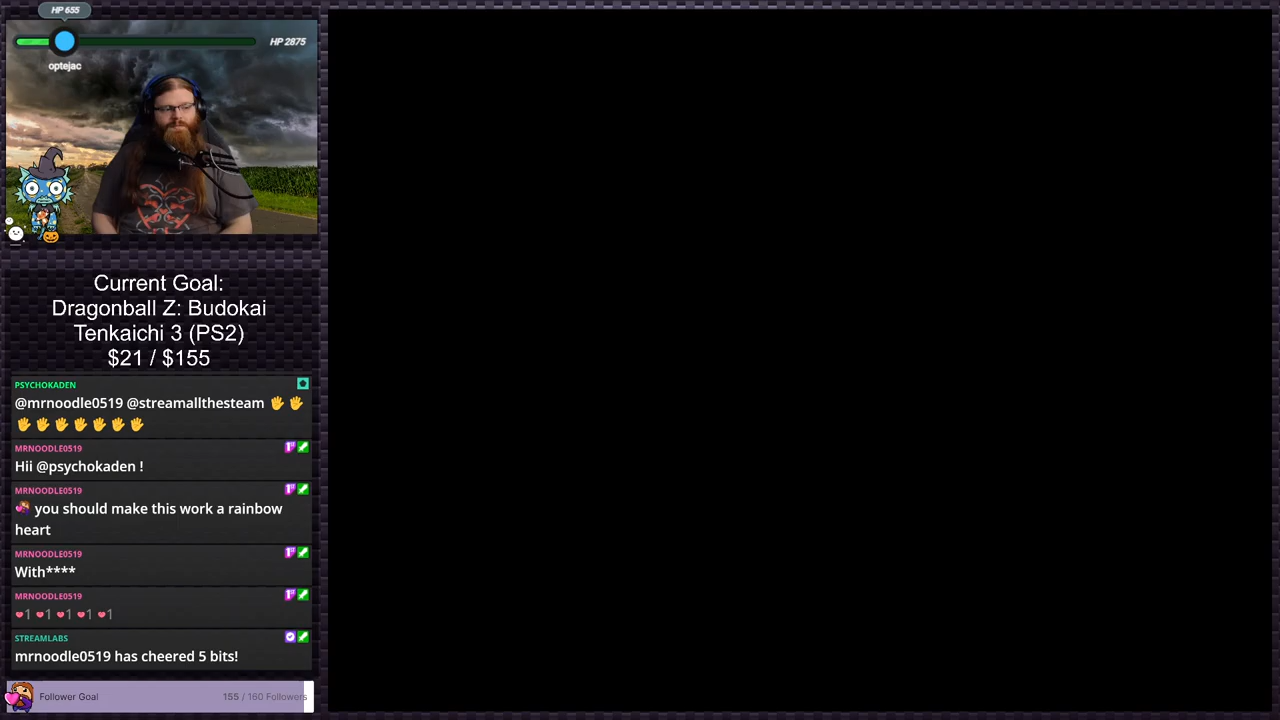 HP 655
HP 2875
optejac
Current Goal:
Dragonball Z: Budokai
Tenkaichi 3 (PS2)
$21 / $155
PSYCHOKADEN
@mrnoodle0519 @streamallthesteam 🖐️ 🖐️
🖐️ 🖐️ 🖐️ 🖐️ 🖐️ 🖐️ 🖐️
MRNOODLE0519
Hii @psychokaden !
MRNOODLE0519
you should make this work a rainbow
heart
MRNOODLE0519
With****
MRNOODLE0519
1 1 1 1 1
STREAMLABS
mrnoodle0519 has cheered 5 bits!
Follower Goal 155 / 160 Followers